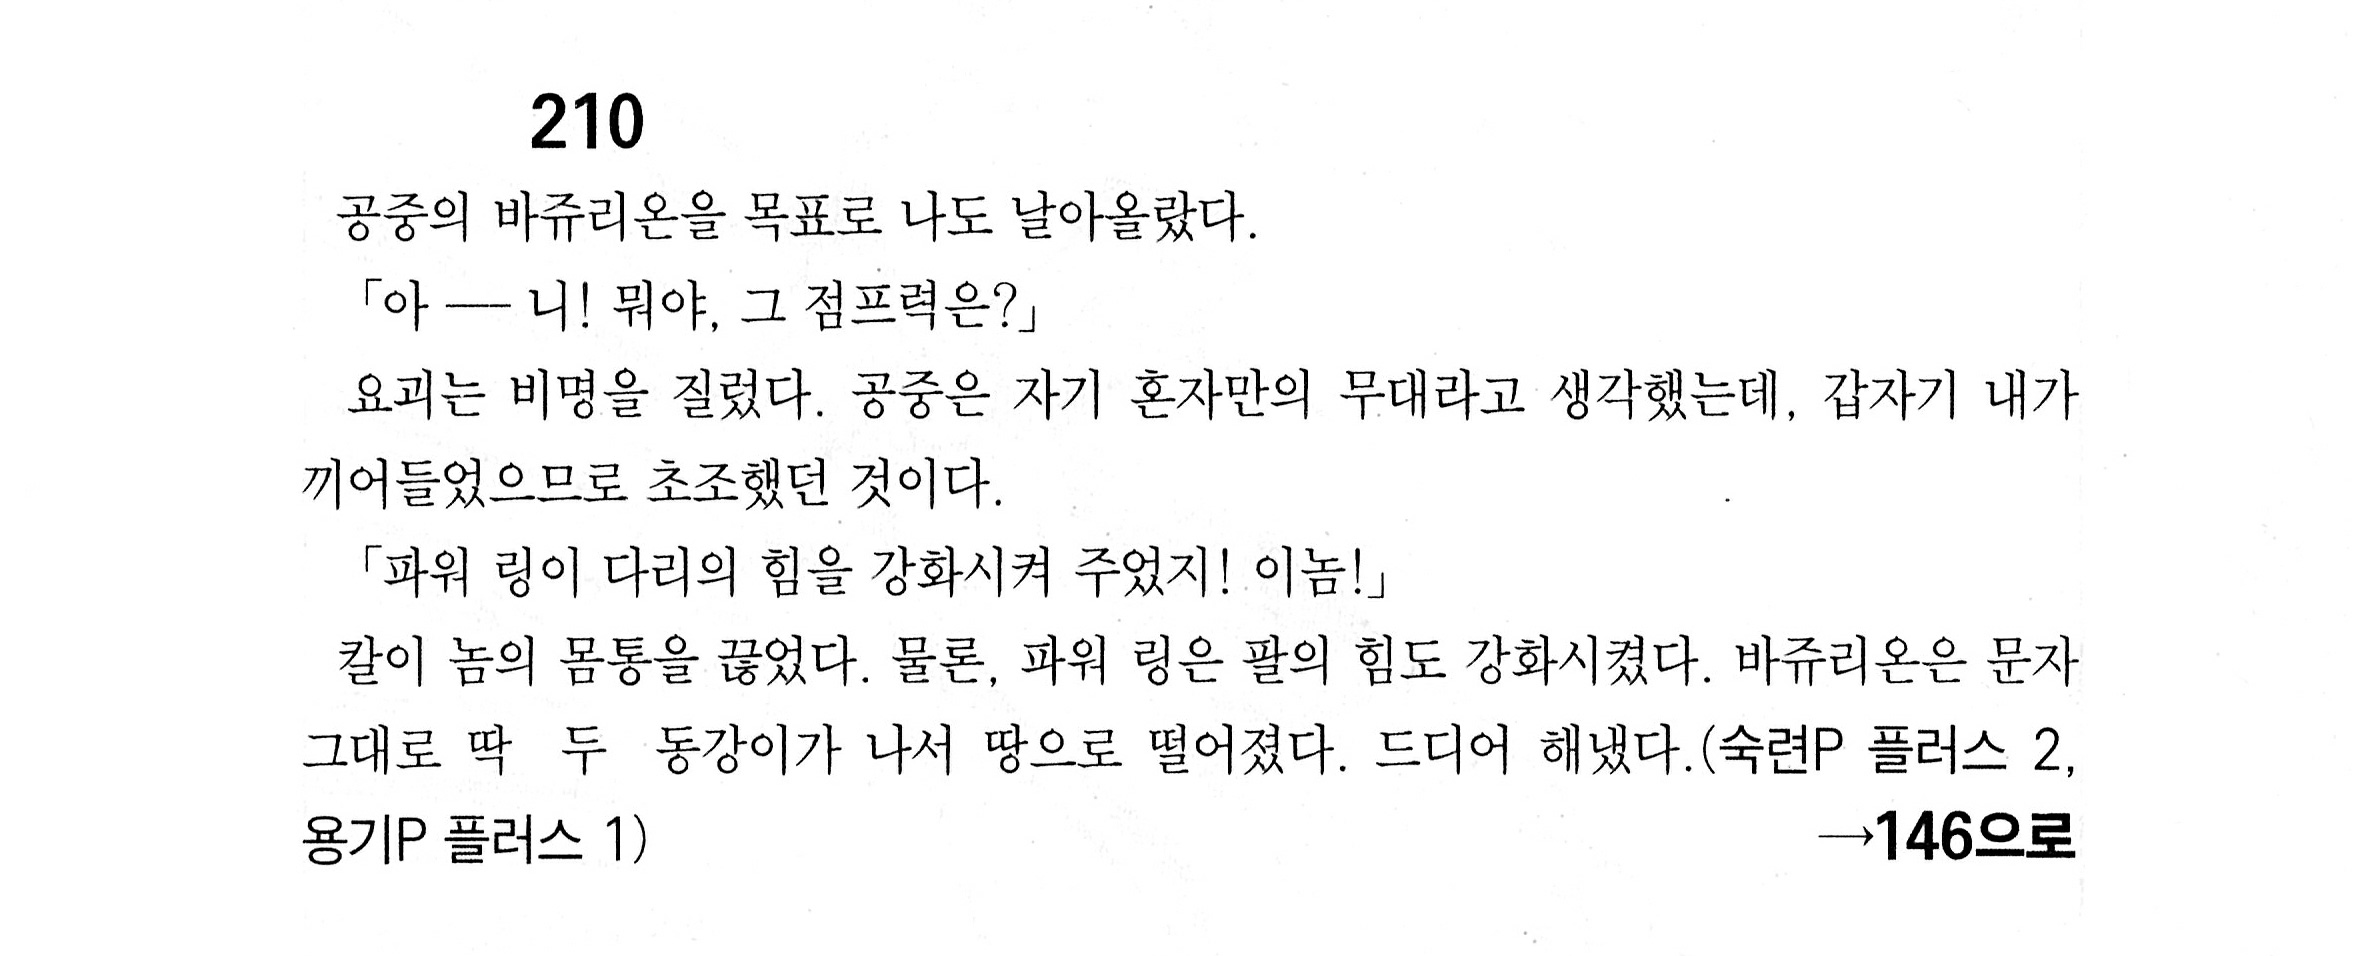 210
공중의 바쥬리온을 목표로 나도 날아올랐다.
「아 ― 니! 뭐야, 그 점프력은?」
요괴는 비명을 질렀다. 공중은 자기 혼자만의 무대라고 생각했는데, 갑자기 내가
끼어들었으므로 초조했던 것이다.
「파워 링이 다리의 힘을 강화시켜 주었지! 이놈!」
칼이 놈의 몸통을 끊었다. 물론, 파워 링은 팔의 힘도 강화시켰다. 바쥬리온은 문자
그대로 딱 두 동강이가 나서 땅으로 떨어졌다. 드디어 해냈다.(숙련P 플러스 2,
용기P 플러스 1) →146으로